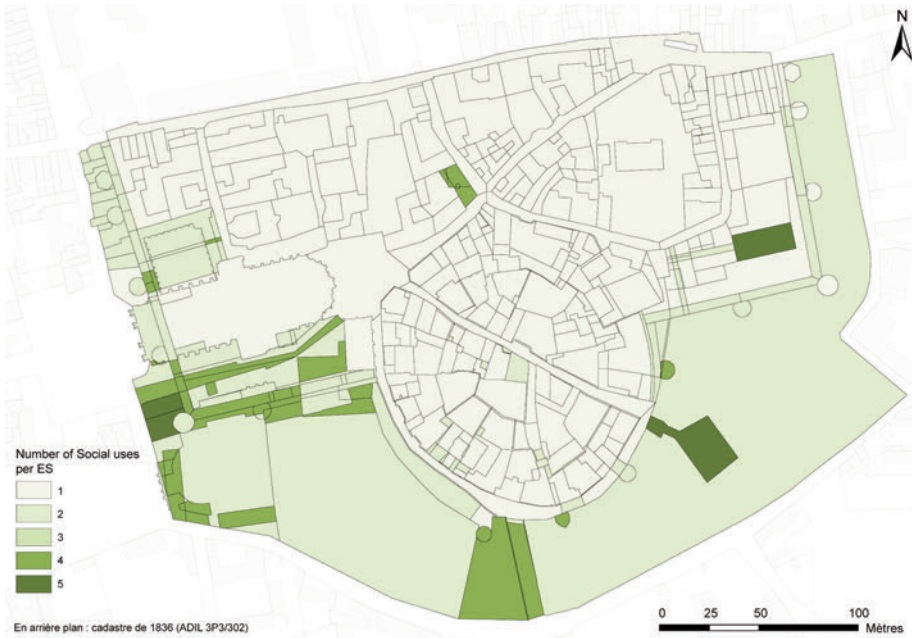 N
Number of Social uses
per ES
1
2
3
4
5
En arrière plan : cadastre de 1836 (ADIL 3P3/302)
0 25 50 100
Mètres